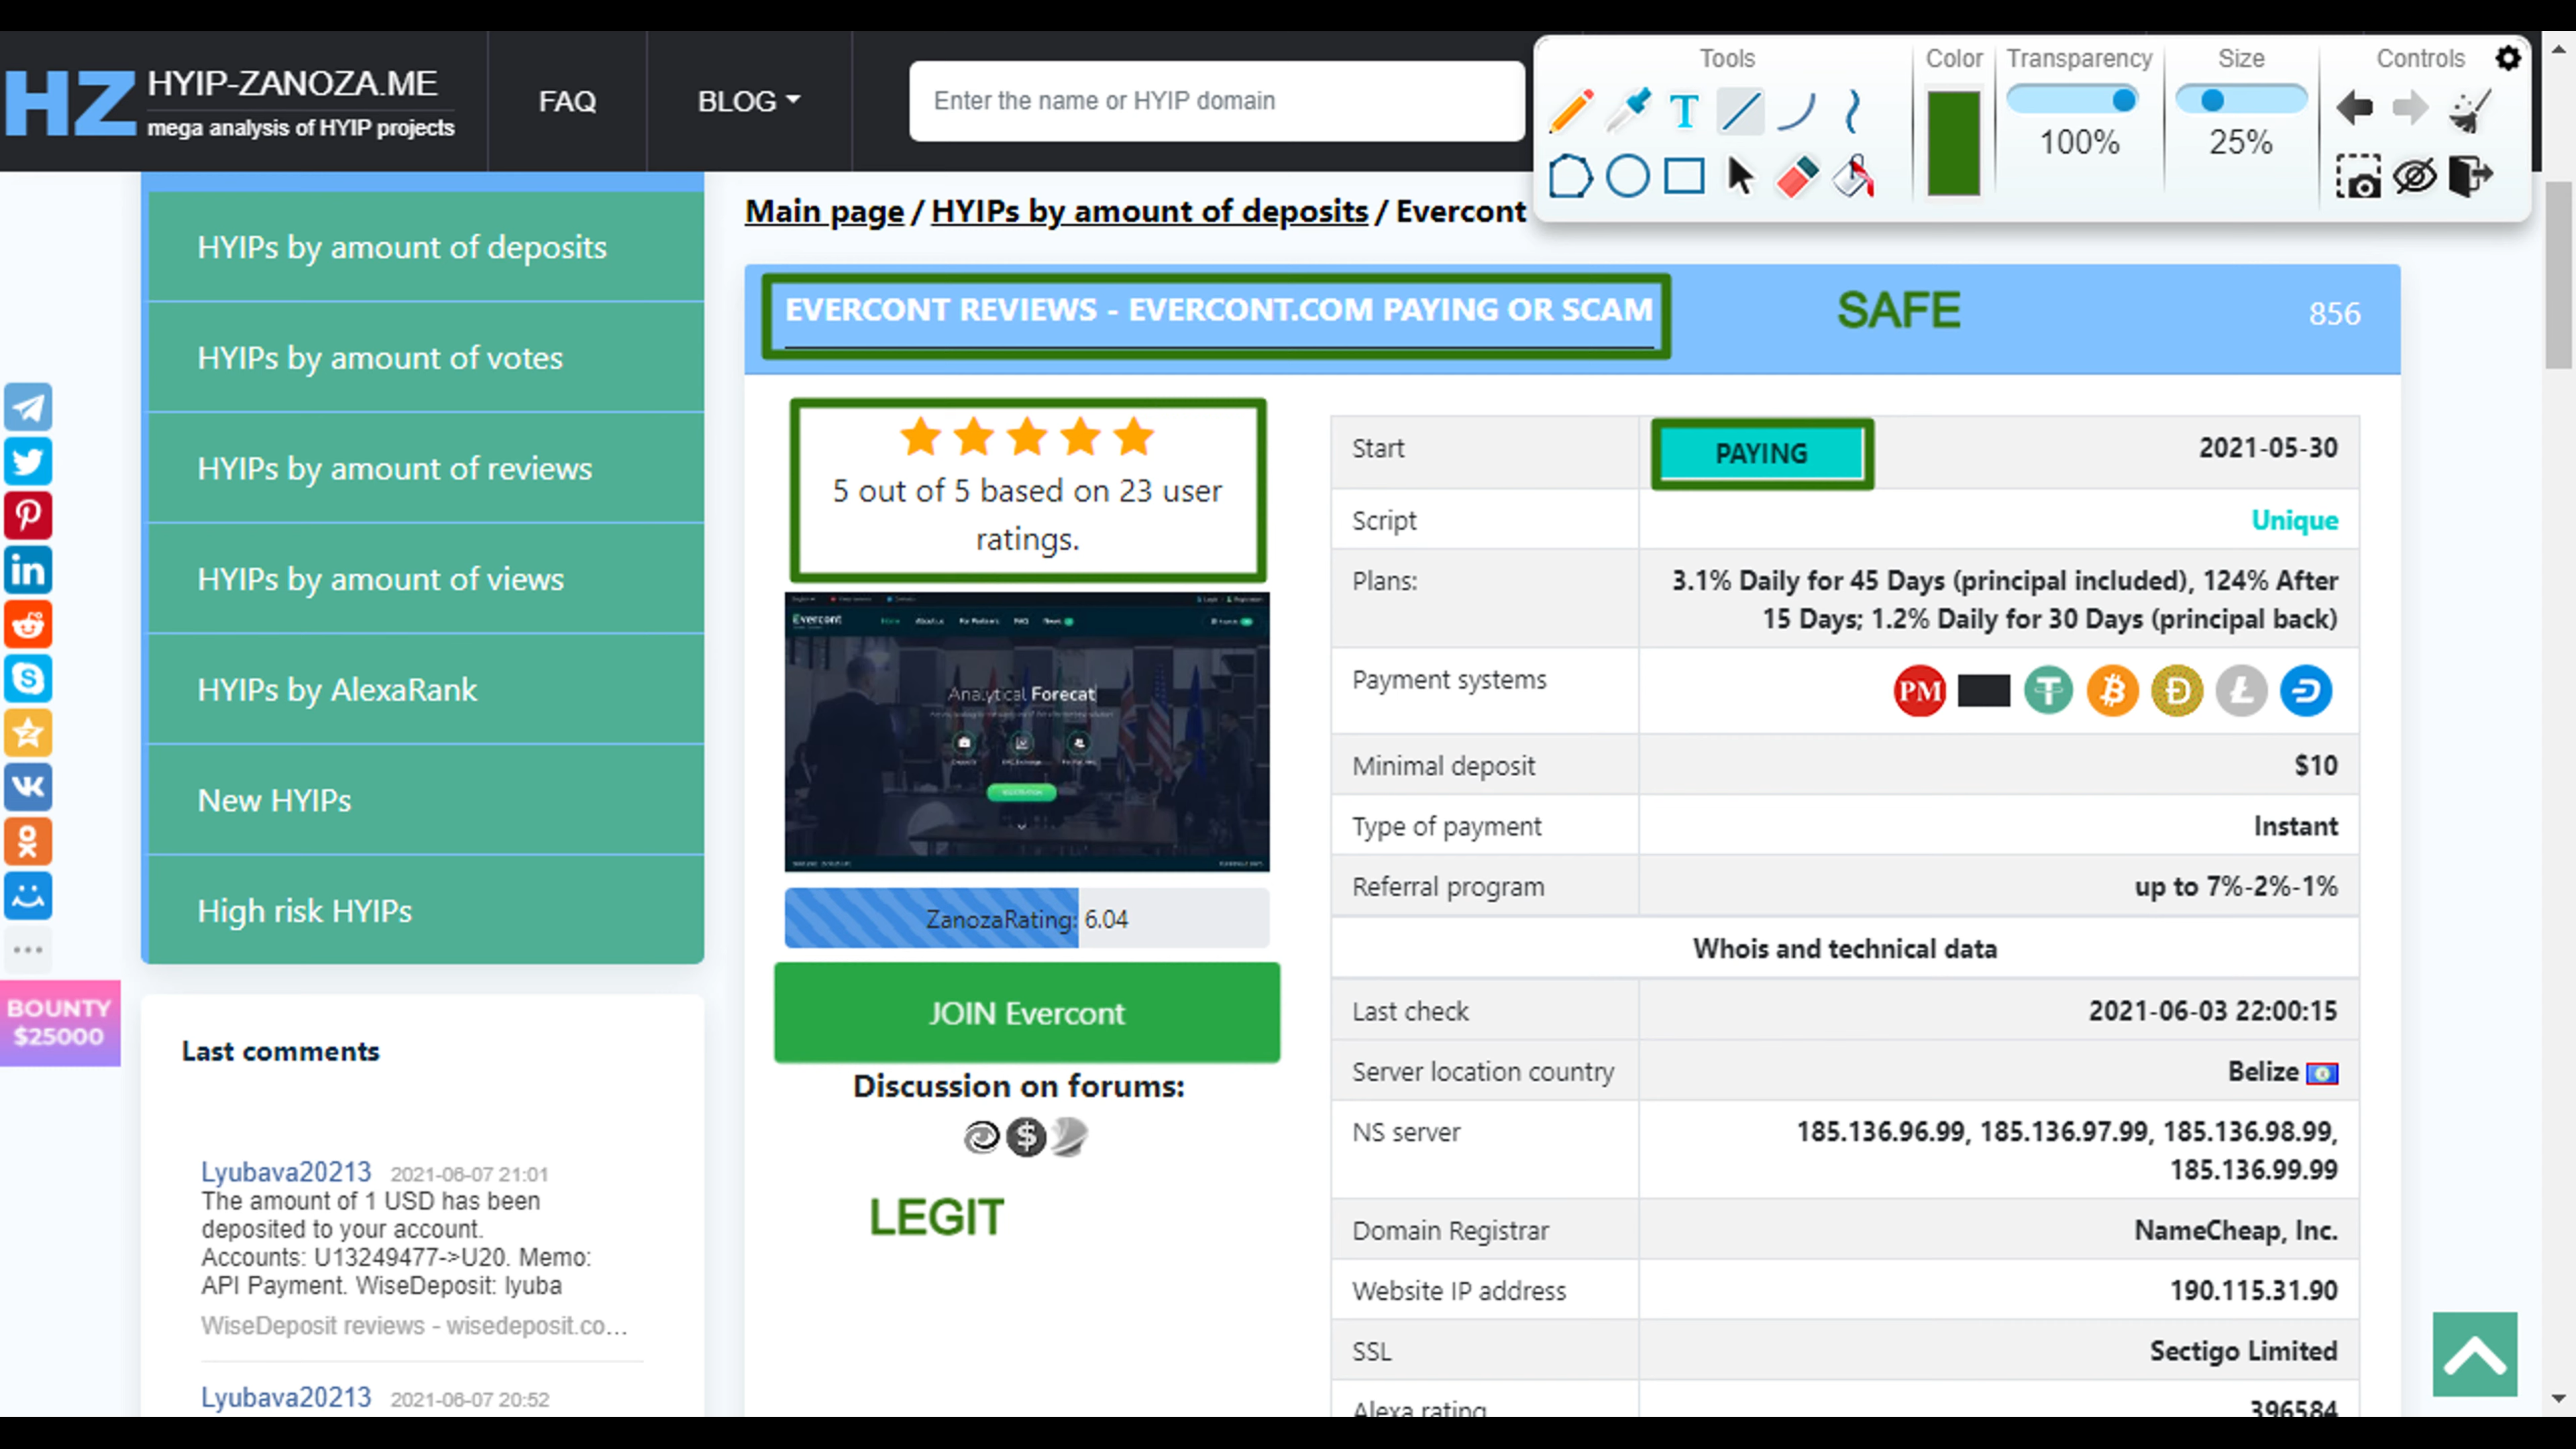 HZ HYIP-ZANOZA.ME
mega analysis of HYIP projects
FAQ
BLOG
Enter the name or HYIP domain
Tools
Color
Transparency
100%
Size
25%
Controls
T
HYIPs by amount of deposits
HYIPs by amount of votes
HYIPs by amount of reviews
HYIPs by amount of views
HYIPs by AlexaRank
New HYIPs
High risk HYIPs
BOUNTY
$25000
Last comments
Lyubava20213 2021-06-07 21:01
The amount of 1 USD has been
deposited to your account.
Accounts: U13249477->U20. Memo:
API Payment. WiseDeposit: lyuba
WiseDeposit reviews - wisedeposit.co...
Lyubava20213 2021-06-07 20:52
Main page / HYIPs by amount of deposits / Evercont
EVERCONT REVIEWS - EVERCONT.COM PAYING OR SCAM
SAFE
856
5 out of 5 based on 23 user
ratings.
Evercont
Analytical Forecat
ZanozaRating: 6.04
JOIN Evercont
Discussion on forums:
LEGIT
Start PAYING 2021-05-30
Script Unique
Plans: 3.1% Daily for 45 Days (principal included), 124% After
15 Days; 1.2% Daily for 30 Days (principal back)
Payment systems PM
Minimal deposit $10
Type of payment Instant
Referral program up to 7%-2%-1%
Whois and technical data
Last check 2021-06-03 22:00:15
Server location country Belize
NS server 185.136.96.99, 185.136.97.99, 185.136.98.99,
185.136.99.99
Domain Registrar NameCheap, Inc.
Website IP address 190.115.31.90
SSL Sectigo Limited
Alexa rating 396584